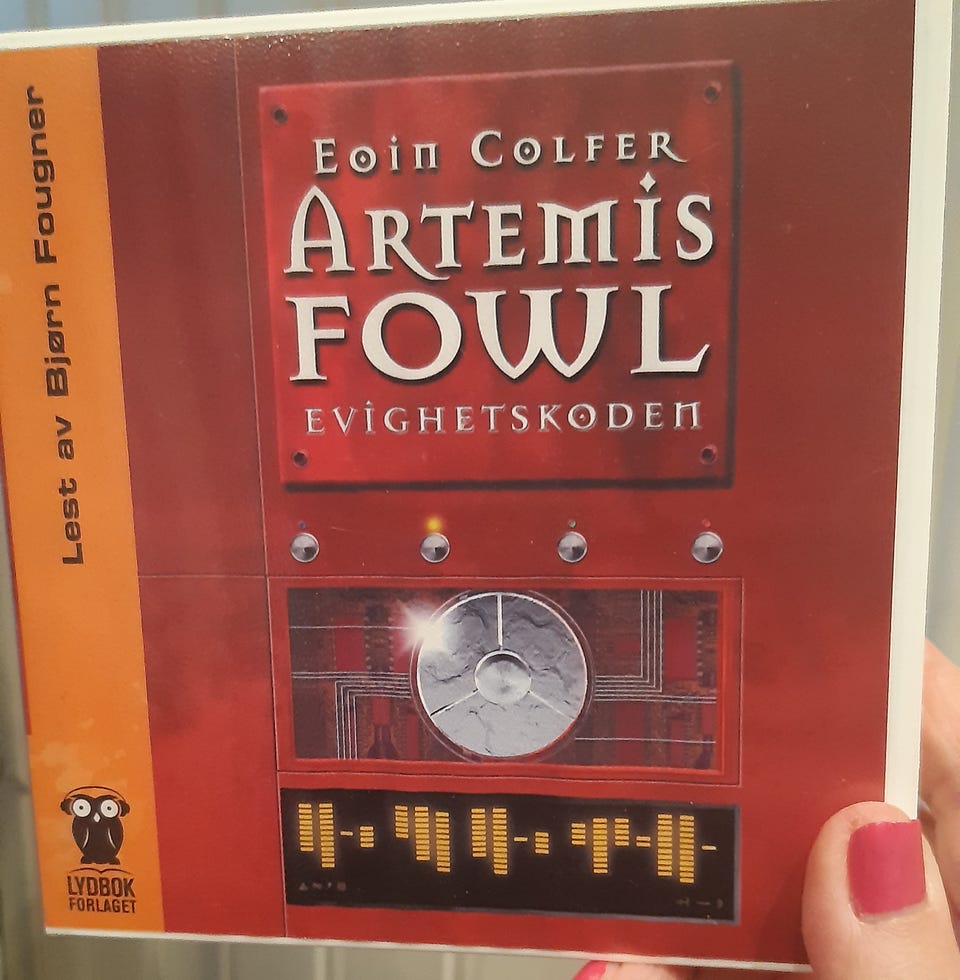 Lest av Bjørn Fougner
Eoin Colfer
Artemis
FOWL
EVIGHETSKODEN
LYDBOK
FORLAGET